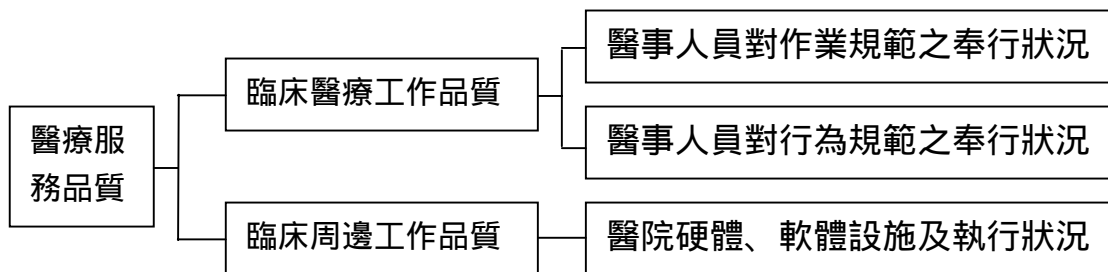 醫療服
務品質
臨床醫療工作品質
醫事人員對作業規範之奉行狀況
醫事人員對行為規範之奉行狀況
臨床周邊工作品質
醫院硬體、軟體設施及執行狀況